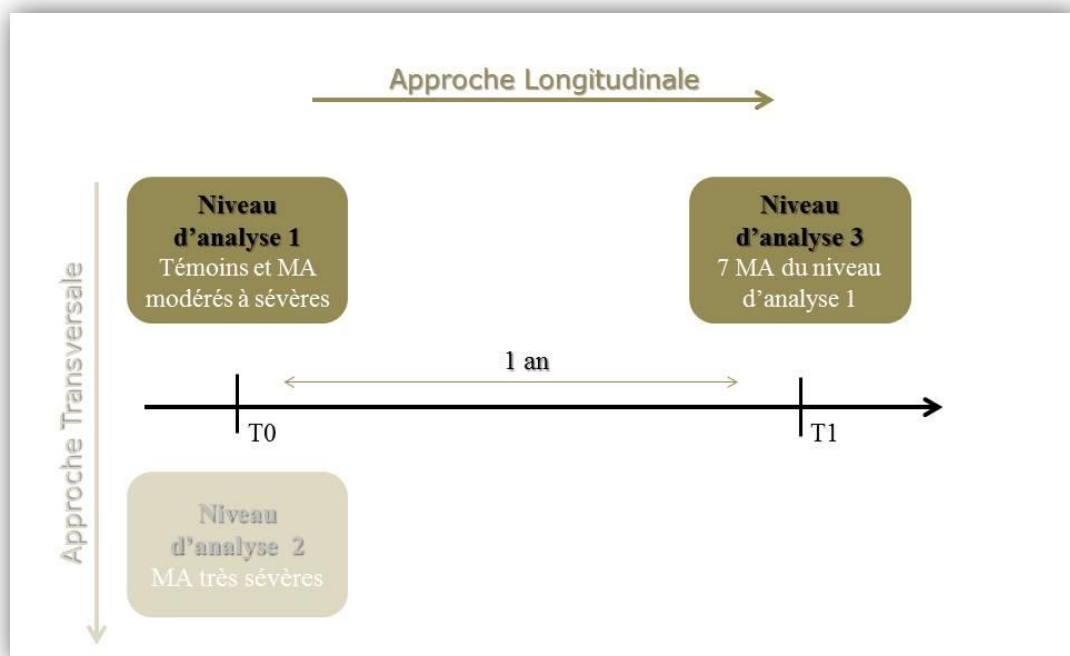 Approche Longitudinale
Approche Transversale
Niveau
d'analyse 1
Témoins et MA
modérés à sévères
Niveau
d'analyse 3
7 MA du niveau
d'analyse 1
1 an
T0
T1
Niveau
d'analyse 2
MA très sévères